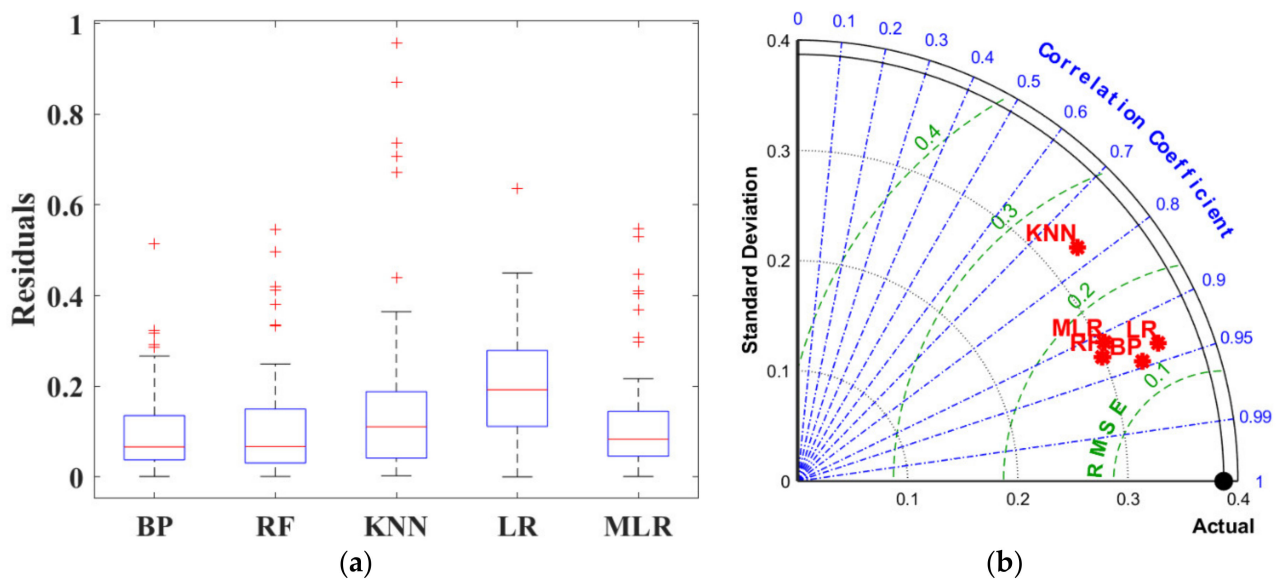 1
0.8
0.6
0.4
0.2
0
Residuals
BP RF KNN LR MLR
(a)
0 0.1 0.2 0.3 0.4 0.5 0.6 0.7 0.8 0.9 0.95 0.99 1
Correlation Coefficient
0.4
0.3
0.2
0.1
0
Standard Deviation
0.4
0.3
0.2
0.1
RMSE
KNN
MLR LR
RF BP
0.1 0.2 0.3 0.4
Actual
(b)